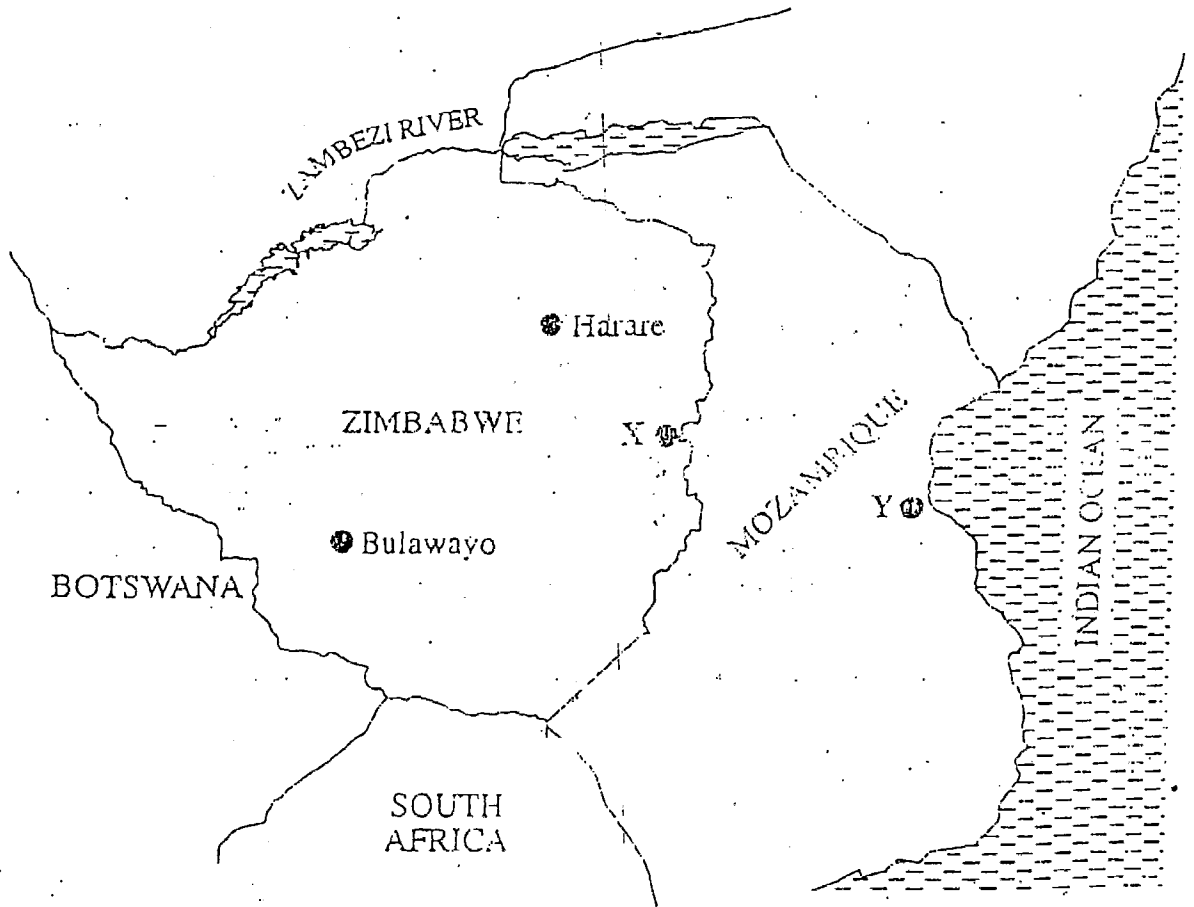 ZAMBEZI RIVER
Harare
ZIMBABWE
X
MOZAMBIQUE
Y
INDIAN OCEAN
Bulawayo
BOTSWANA
SOUTH
AFRICA